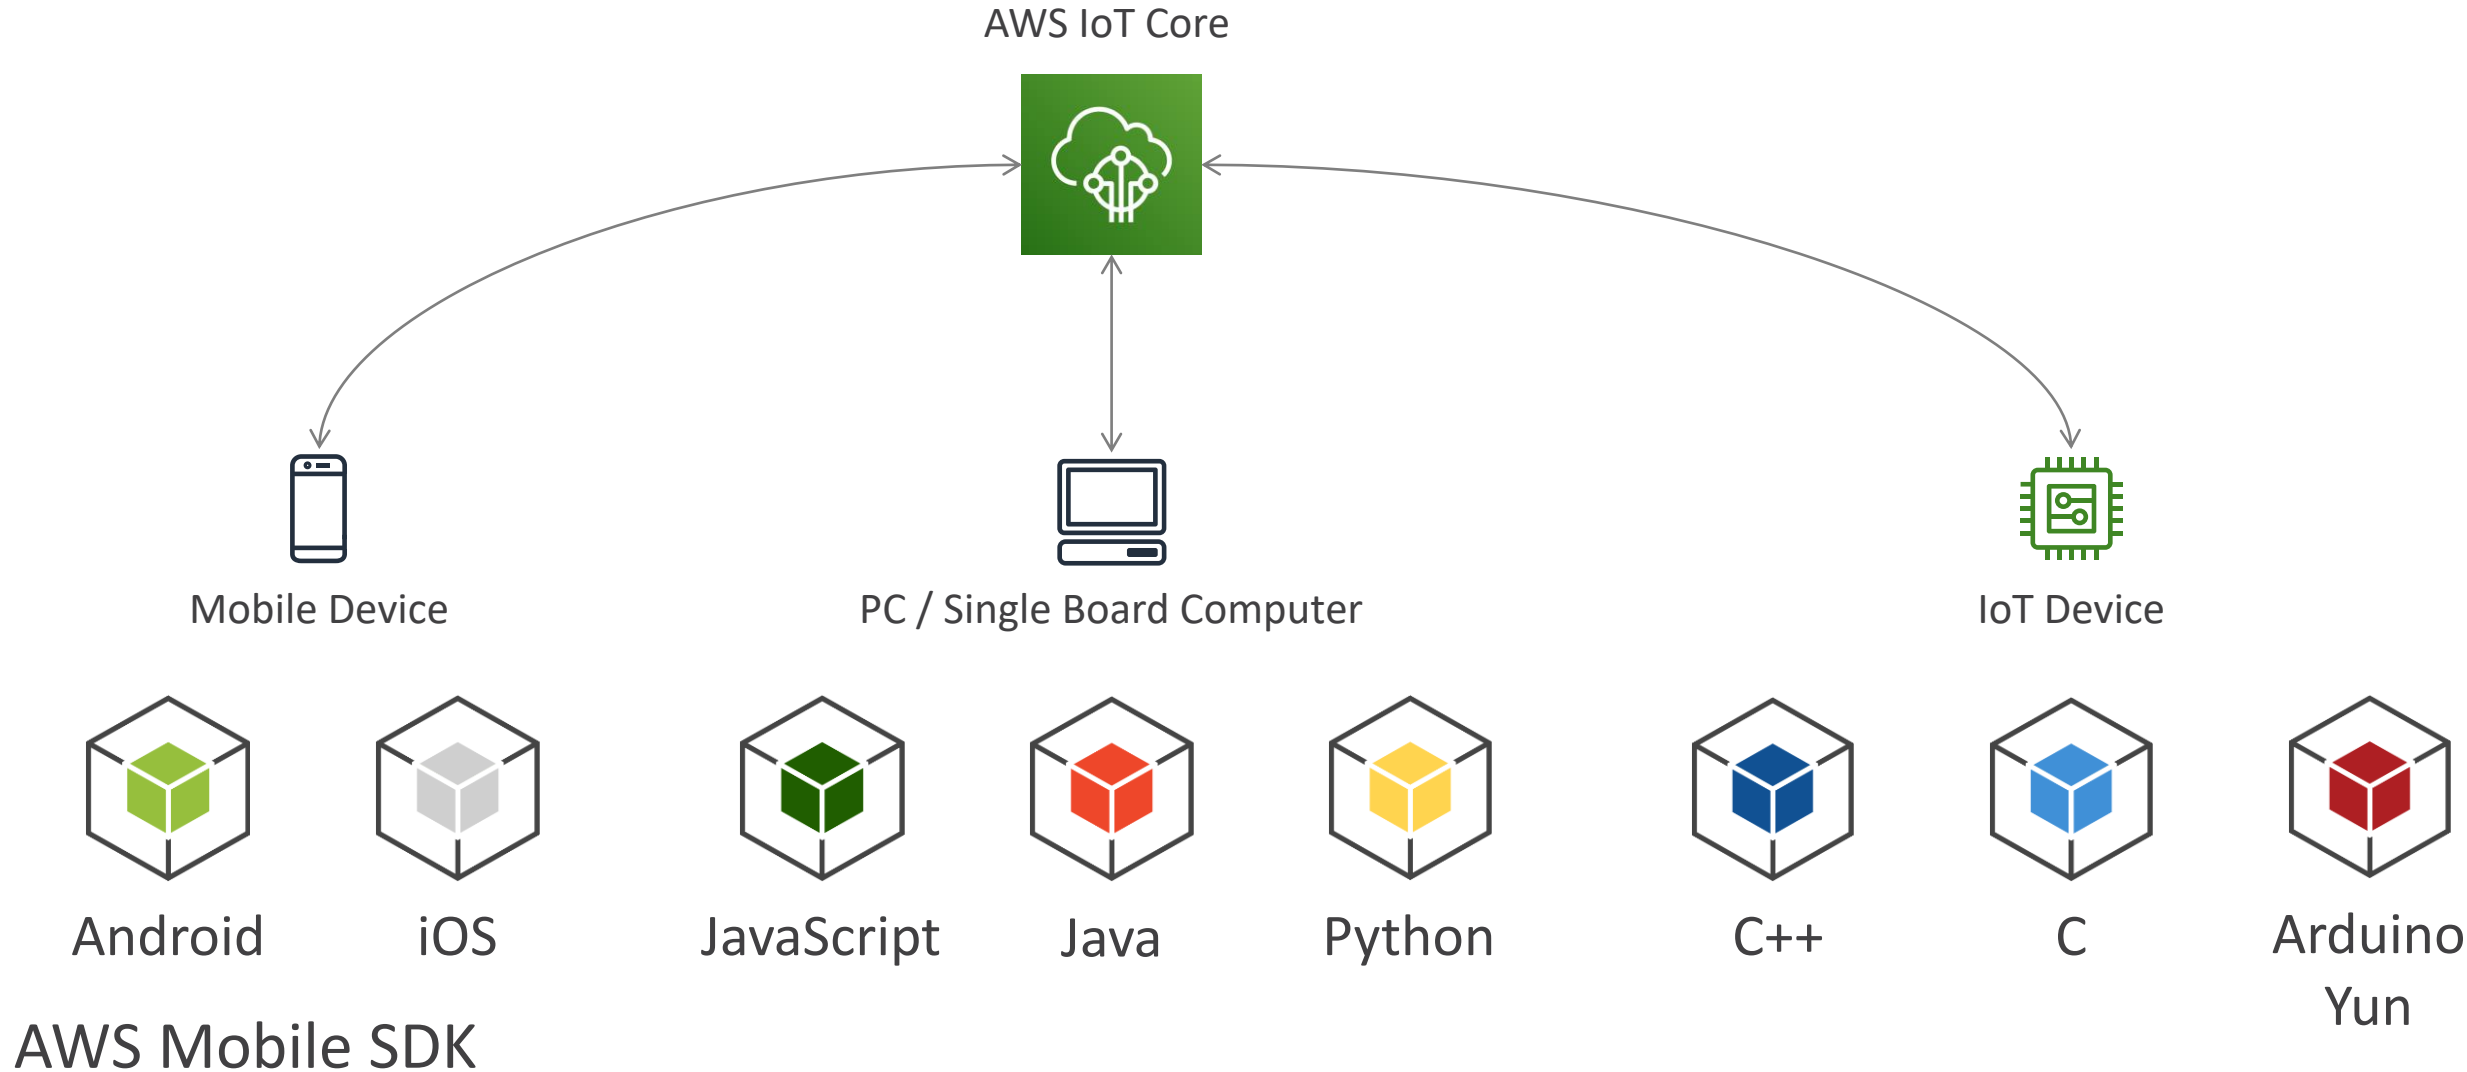 AWS IoT Core
Mobile Device
PC / Single Board Computer
IoT Device
Android
iOS
JavaScript
Java
Python
C++
C
Arduino
Yun
AWS Mobile SDK